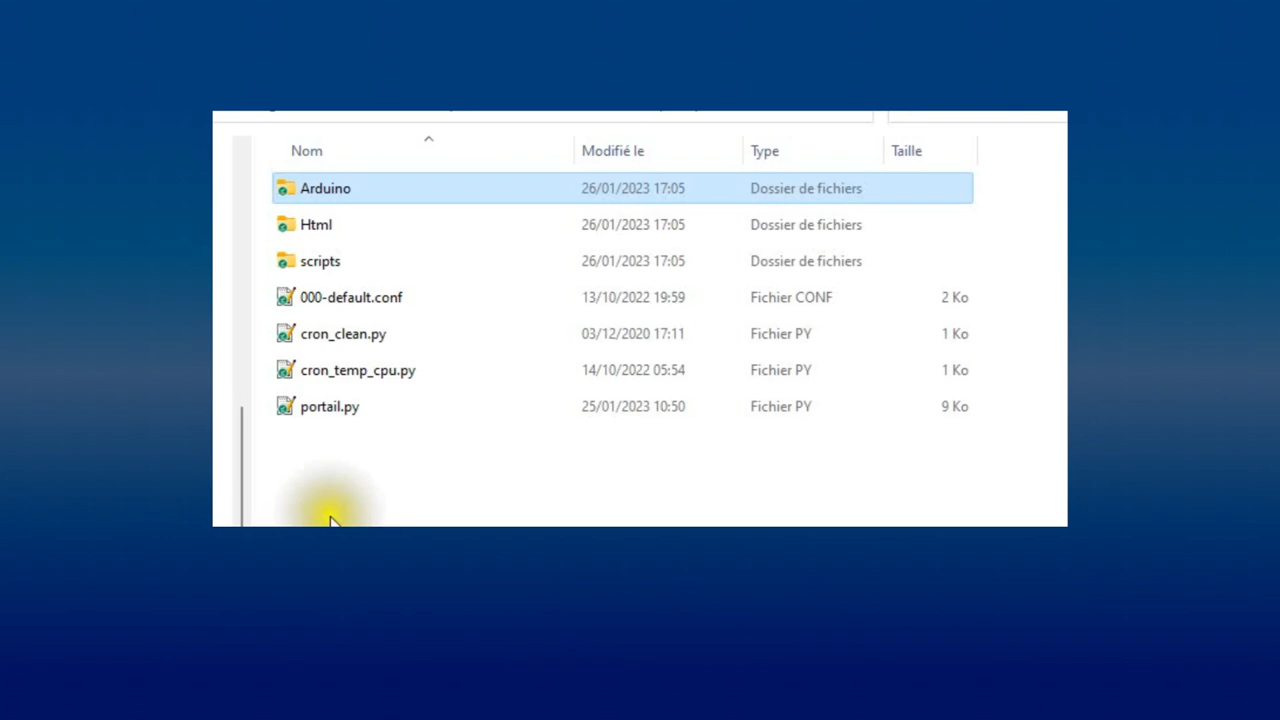 Nom Modifié le Type Taille
Arduino 26/01/2023 17:05 Dossier de fichiers
Html 26/01/2023 17:05 Dossier de fichiers
scripts 26/01/2023 17:05 Dossier de fichiers
000-default.conf 13/10/2022 19:59 Fichier CONF 2 Ko
cron_clean.py 03/12/2020 17:11 Fichier PY 1 Ko
cron_temp_cpu.py 14/10/2022 05:54 Fichier PY 1 Ko
portail.py 25/01/2023 10:50 Fichier PY 9 Ko